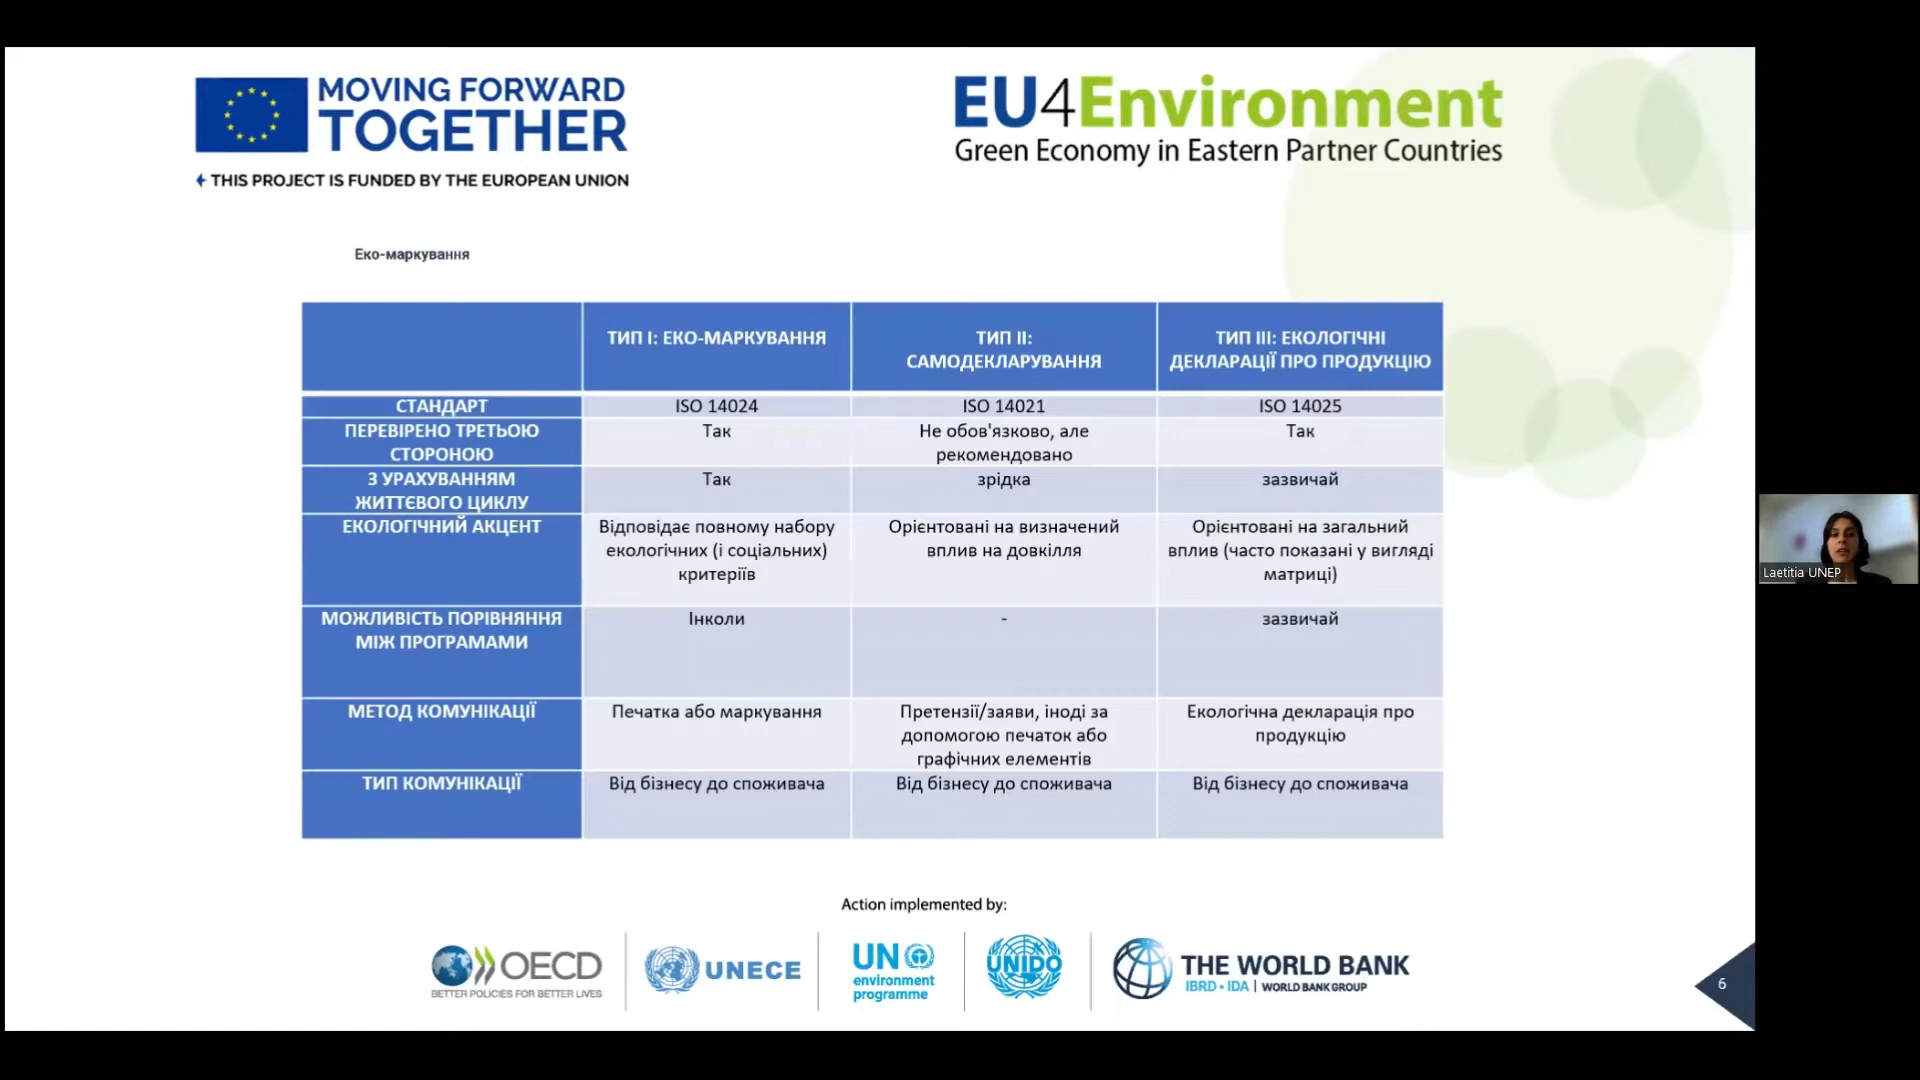 MOVING FORWARD
TOGETHER
THIS PROJECT IS FUNDED BY THE EUROPEAN UNION
EU4Environment
Green Economy in Eastern Partner Countries
Еко-маркування
ТИП I: ЕКО-МАРКУВАННЯ
ТИП II:
САМОДЕКЛАРУВАННЯ
ТИП III: ЕКОЛОГІЧНІ
ДЕКЛАРАЦІЇ ПРО ПРОДУКЦІЮ
СТАНДАРТ
ISO 14024
ISO 14021
ISO 14025
ПЕРЕВІРЕНО ТРЕТЬОЮ
СТОРОНОЮ
Так
Не обов'язково, але
рекомендовано
Так
З УРАХУВАННЯМ
ЖИТТЄВОГО ЦИКЛУ
Так
зрідка
зазвичай
ЕКОЛОГІЧНИЙ АКЦЕНТ
Відповідає повному набору
екологічних (і соціальних)
критеріїв
Орієнтовані на визначений
вплив на довкілля
Орієнтовані на загальний
вплив (часто показані у вигляді
матриці)
МОЖЛИВІСТЬ ПОРІВНЯННЯ
МІЖ ПРОГРАМАМИ
Інколи
-
зазвичай
МЕТОД КОМУНІКАЦІЇ
Печатка або маркування
Претензії/заяви, іноді за
допомогою печаток або
графічних елементів
Екологічна декларація про
продукцію
ТИП КОМУНІКАЦІЇ
Від бізнесу до споживача
Від бізнесу до споживача
Від бізнесу до споживача
Laetitia UNEP
Action implemented by:
OECD
BETTER POLICIES FOR BETTER LIVES
UNECE
UN
environment
programme
UNIDO
THE WORLD BANK
IBRD • IDA | WORLD BANK GROUP
6